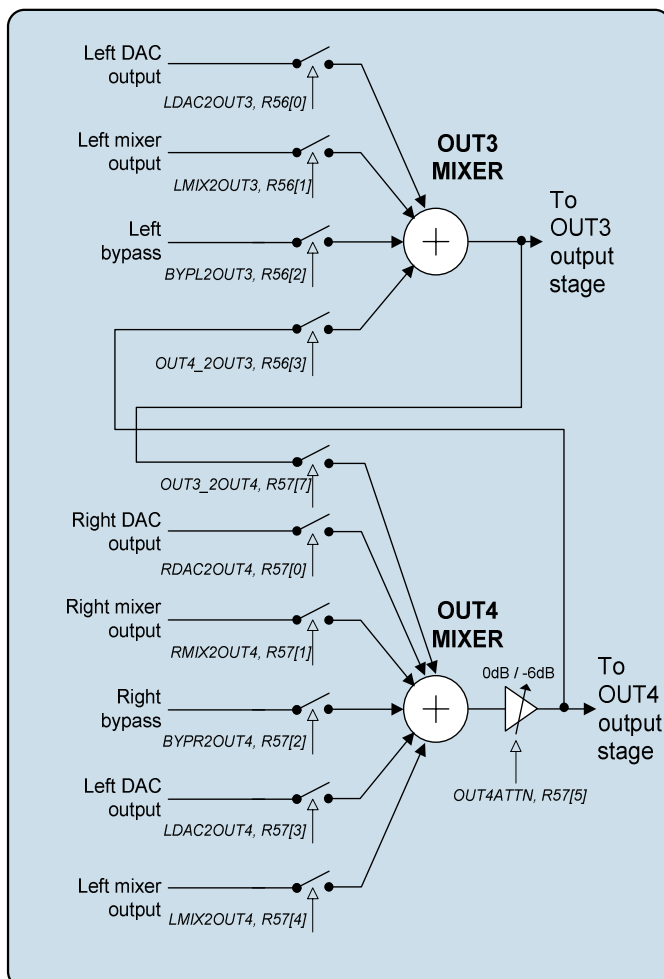 Left DAC
output
LDAC2OUT3, R56[0]
Left mixer
output
LMIX2OUT3, R56[1]
OUT3
MIXER
Left
bypass
BYPL2OUT3, R56[2]
To
OUT3
output
stage
OUT4_2OUT3, R56[3]
OUT3_2OUT4, R57[7]
Right DAC
output
RDAC2OUT4, R57[0]
Right mixer
output
RMIX2OUT4, R57[1]
OUT4
MIXER
Right
bypass
BYPR2OUT4, R57[2]
0dB / -6dB
To
OUT4
output
stage
OUT4ATTN, R57[5]
Left DAC
output
LDAC2OUT4, R57[3]
Left mixer
output
LMIX2OUT4, R57[4]